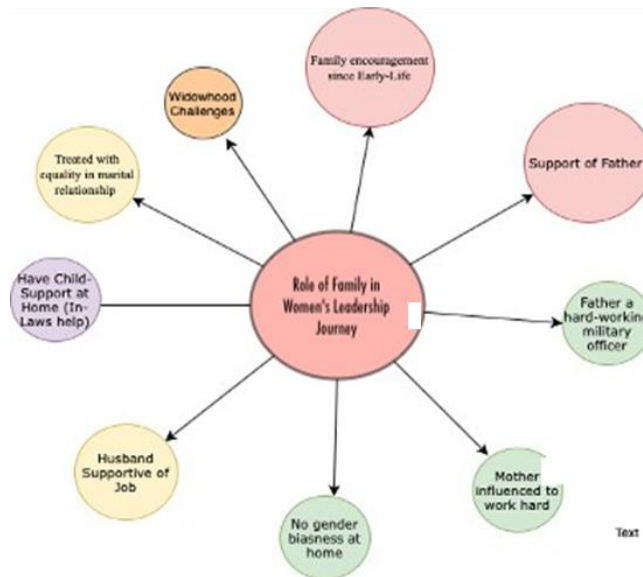 Family encouragement
since Early-Life
Widowhood
Challenges
Support of Father
Treated with
equality in marital
relationship
Role of Family in
Women's Leadership
Journey
Have Child-
Support at
Home (In-
Laws help)
Father a
hard-working
military
officer
Husband
Supportive of
Job
Mother
influenced to
work hard
No gender
biasness at
home
Text